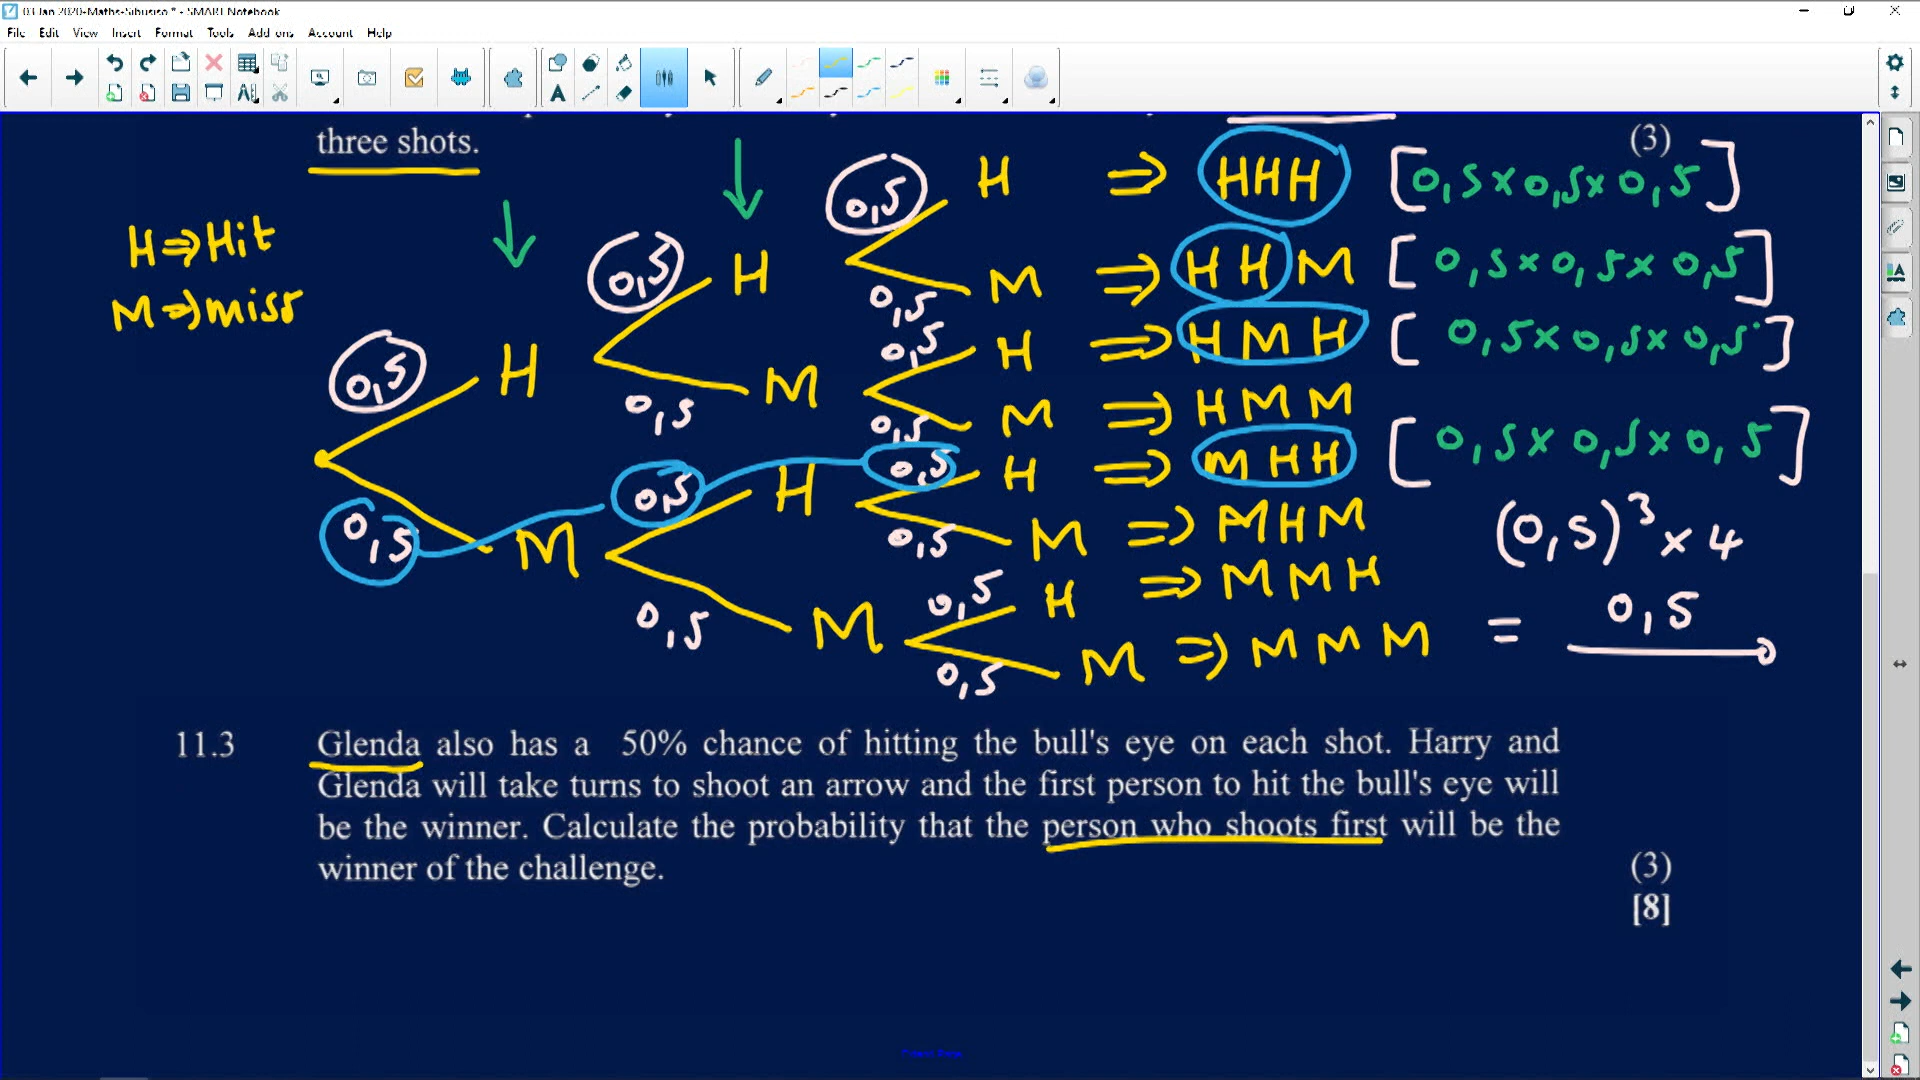 03 Jan 2020-Maths-Sibusiso * - SMART Notebook
File Edit View Insert Format Tools Add-ons Account Help
three shots.
(3)
H⇒Hit
M⇒miss
0,5 H 0,5 H 0,5 H ⇒ HHH [0,5 x 0,5 x 0,5]
0,5 M ⇒ HHM [0,5 x 0,5 x 0,5]
0,5 M 0,5 H ⇒ HMH [0,5 x 0,5 x 0,5]
0,5 M ⇒ HMM
0,5 M 0,5 H 0,5 H ⇒ MHH [0,5 x 0,5 x 0,5]
0,5 M ⇒ MHM
0,5 M 0,5 H ⇒ MMH
0,5 M ⇒ MMM
(0,5)³ x 4
= 0,5
11.3 Glenda also has a 50% chance of hitting the bull's eye on each shot. Harry and
Glenda will take turns to shoot an arrow and the first person to hit the bull's eye will
be the winner. Calculate the probability that the person who shoots first will be the
winner of the challenge.
(3)
[8]